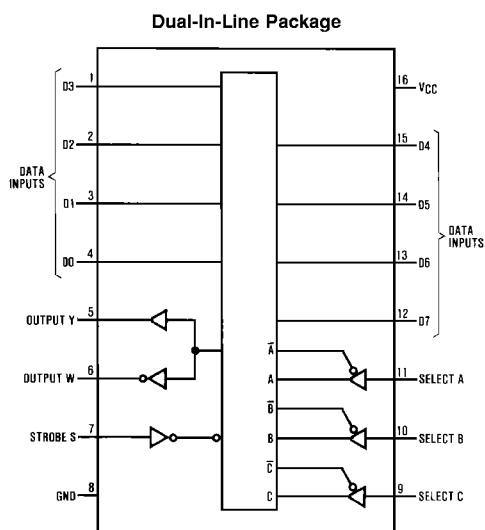 Dual-In-Line Package
D3 1
16 VCC
D2 2
15 D4
DATA
INPUTS
D1 3
14 D5
DATA
INPUTS
D0 4
13 D6
OUTPUT Y 5
12 D7
A̅
OUTPUT W 6
A
11 SELECT A
B̅
STROBE S 7
B
10 SELECT B
C̅
GND 8
C
9 SELECT C